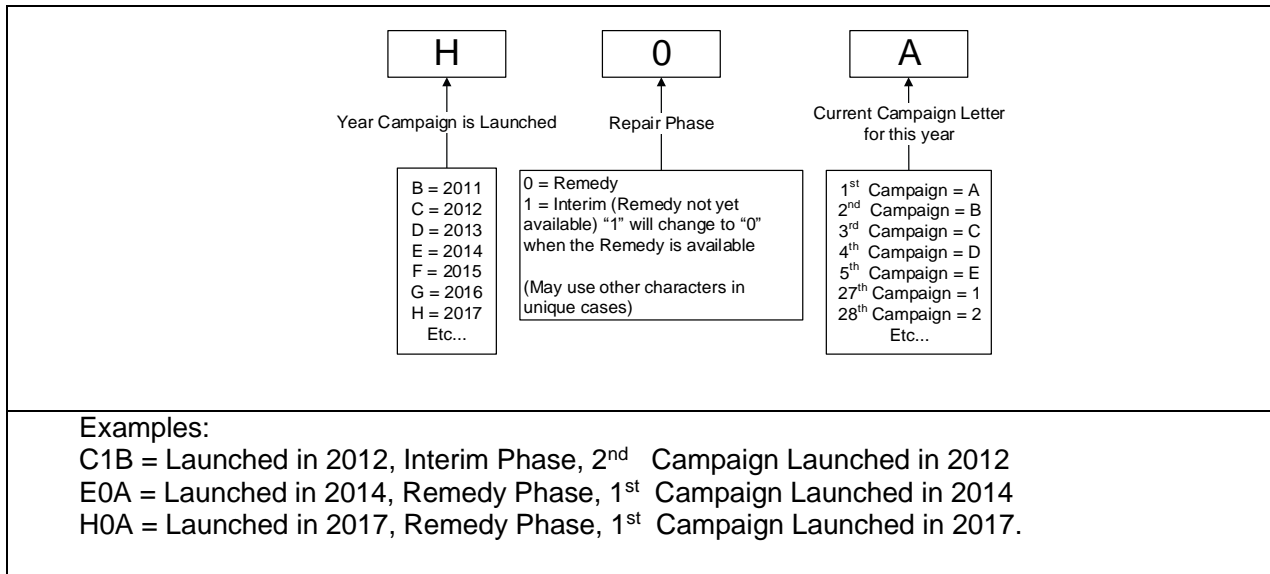 H
0
A
Year Campaign is Launched
Repair Phase
Current Campaign Letter
for this year
B = 2011
C = 2012
D = 2013
E = 2014
F = 2015
G = 2016
H = 2017
Etc...
0 = Remedy
1 = Interim (Remedy not yet
available) “1” will change to “0”
when the Remedy is available
(May use other characters in
unique cases)
1st Campaign = A
2nd Campaign = B
3rd Campaign = C
4th Campaign = D
5th Campaign = E
27th Campaign = 1
28th Campaign = 2
Etc...
Examples:
C1B = Launched in 2012, Interim Phase, 2nd Campaign Launched in 2012
E0A = Launched in 2014, Remedy Phase, 1st Campaign Launched in 2014
H0A = Launched in 2017, Remedy Phase, 1st Campaign Launched in 2017.